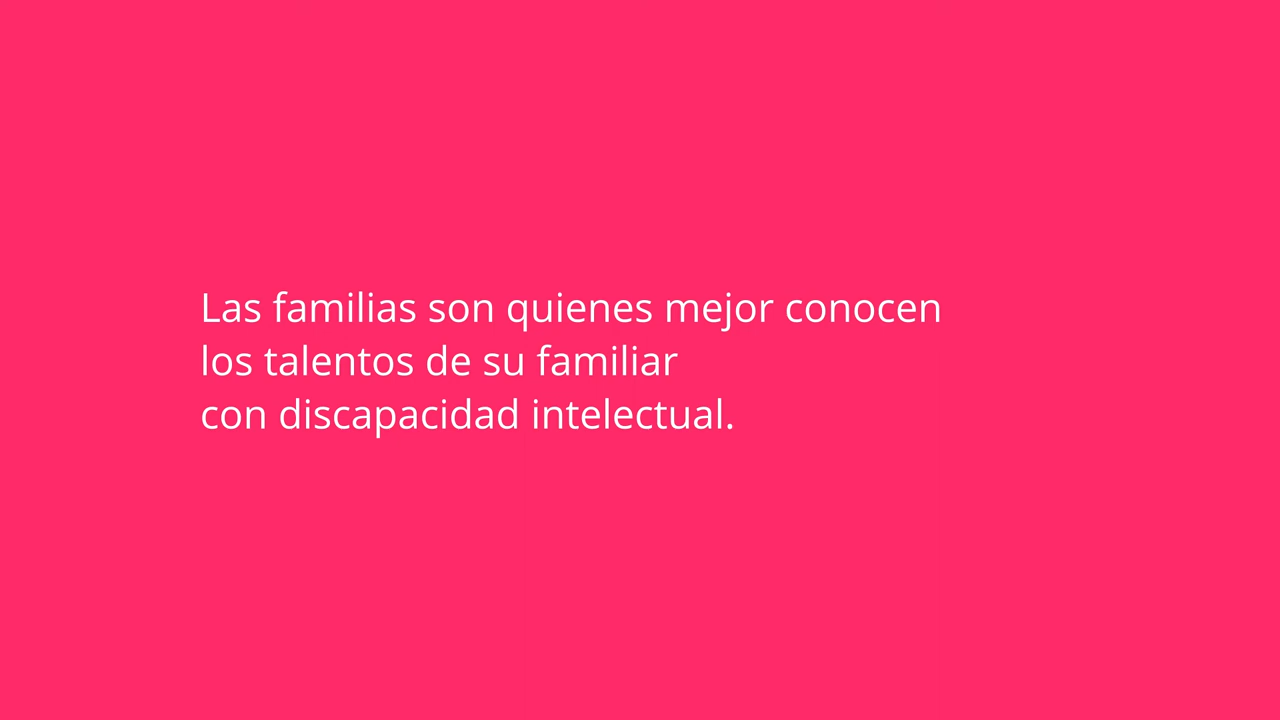 Las familias son quienes mejor conocen
los talentos de su familiar
con discapacidad intelectual.